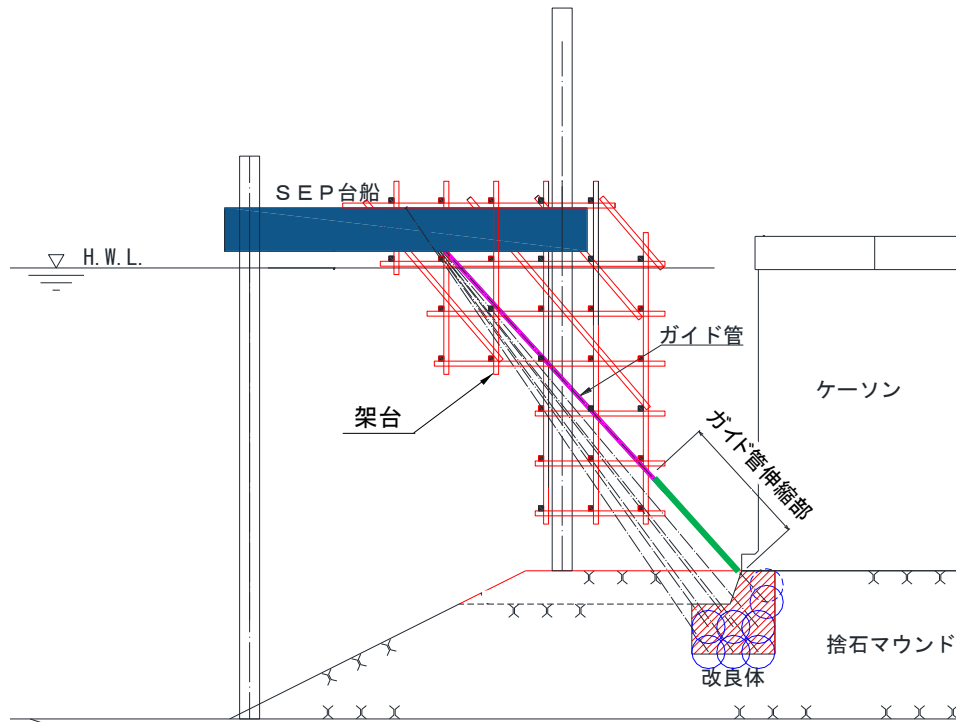 ＳＥＰ台船
H.W.L.
ガイド管
ケーソン
架台
ガイド管伸縮部
捨石マウンド
改良体